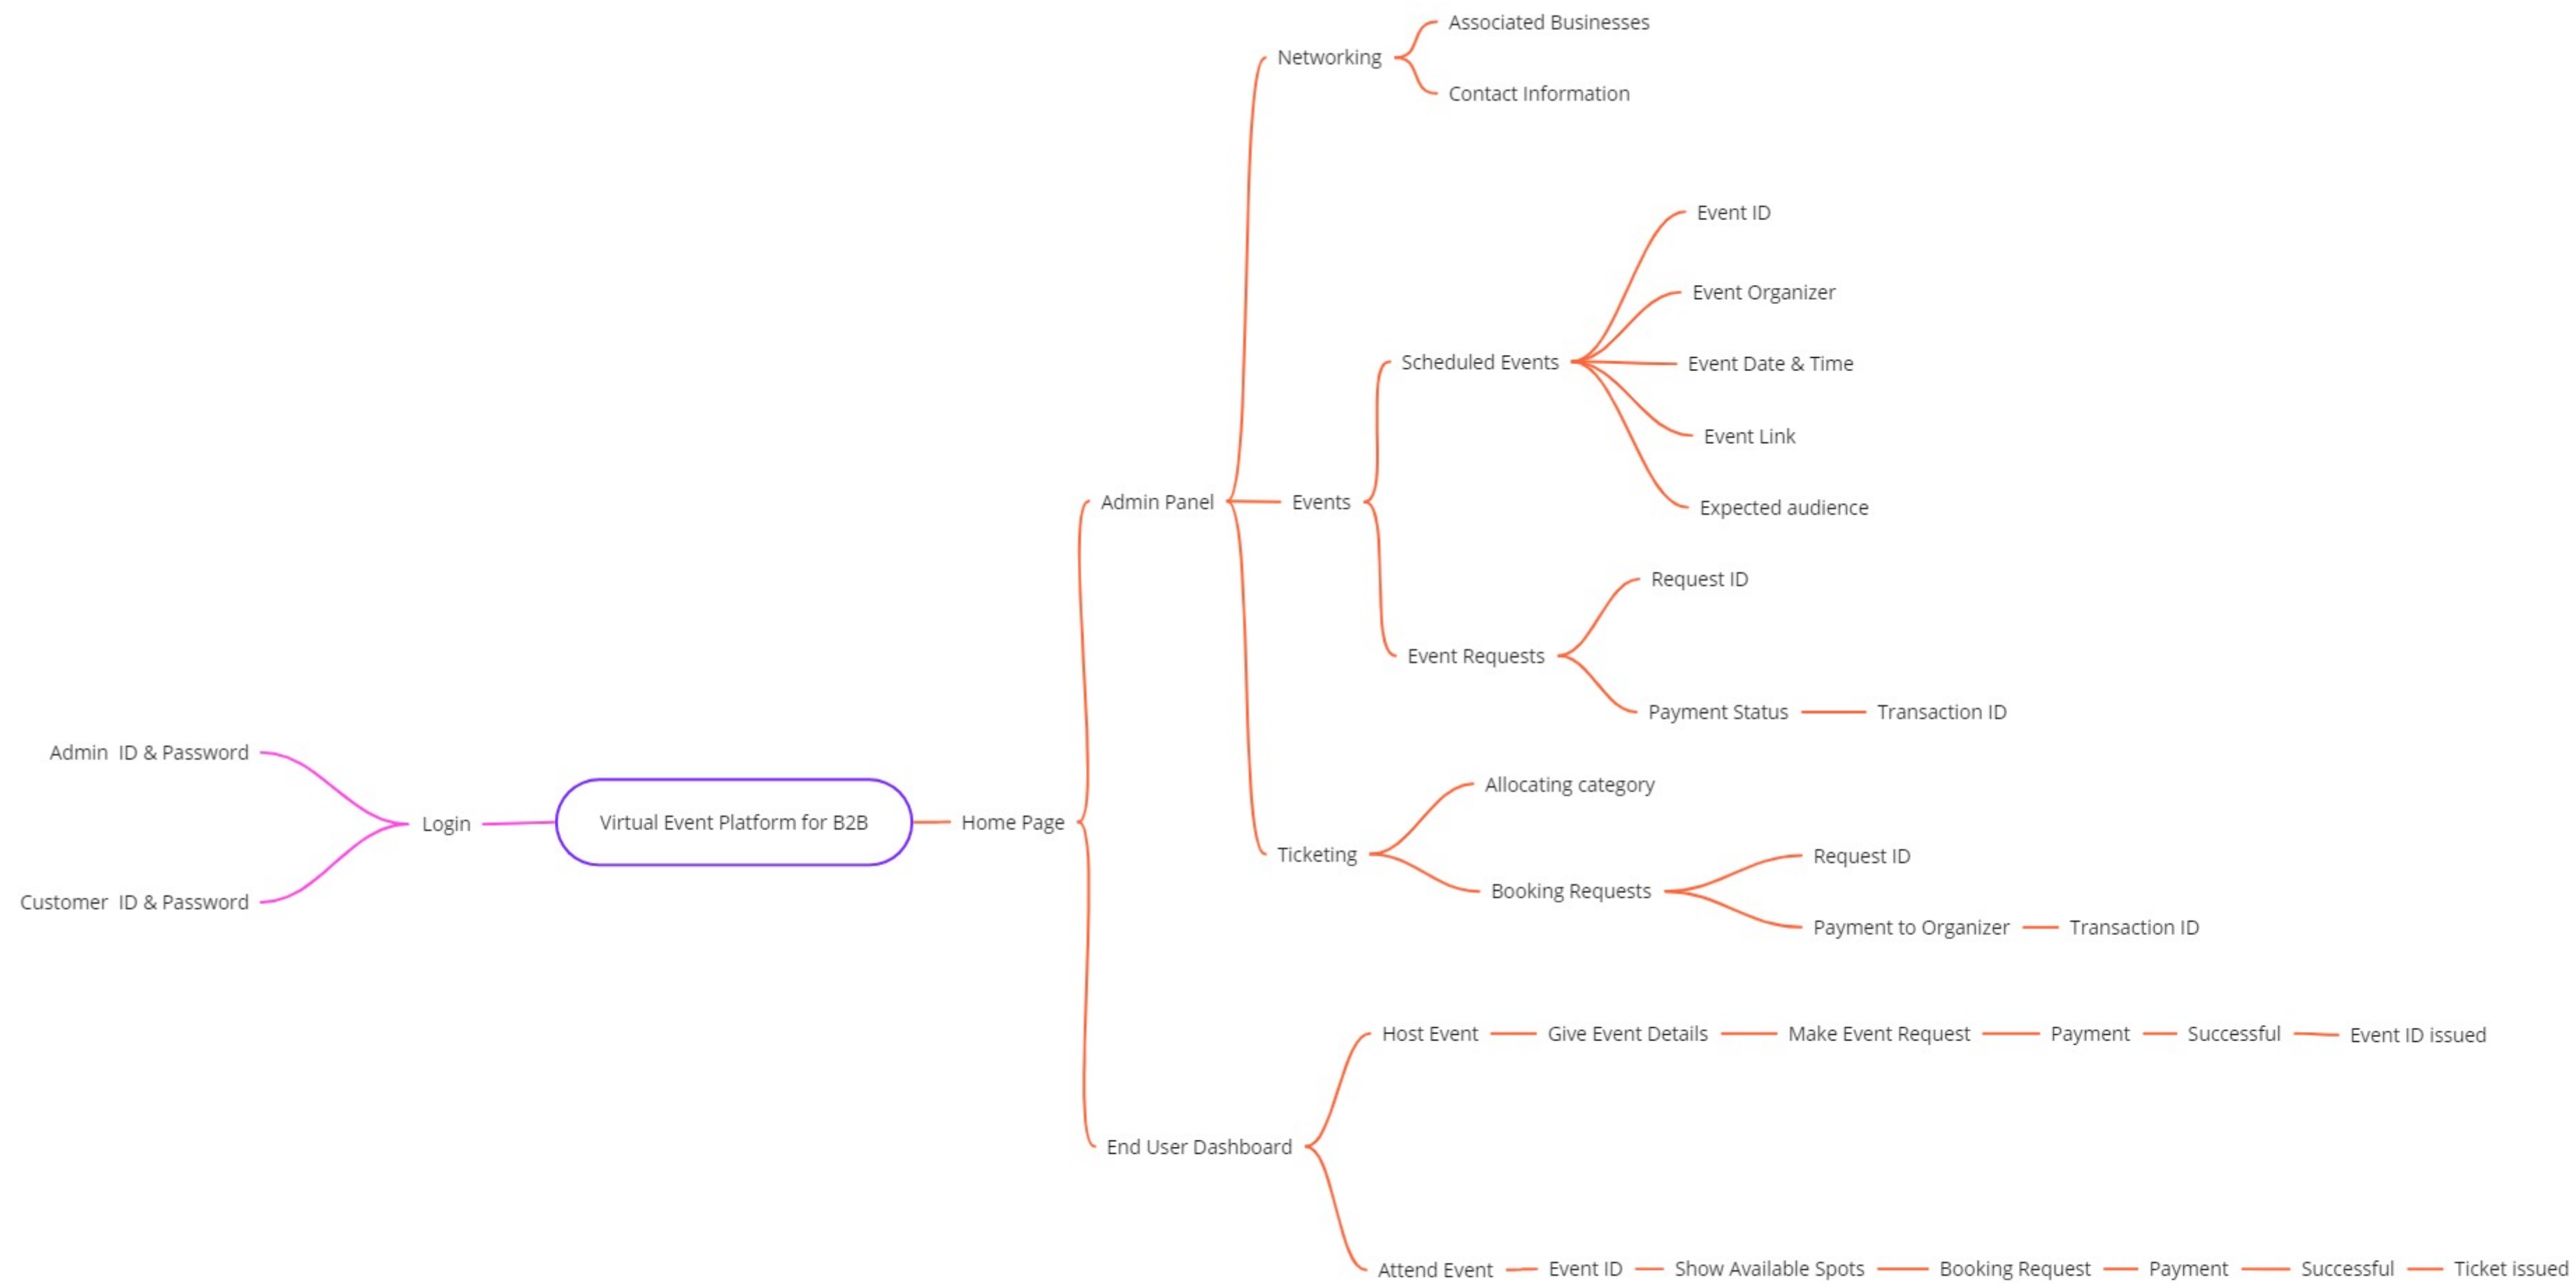 Associated Businesses
Networking
Contact Information
Event ID
Event Organizer
Scheduled Events
Event Date & Time
Event Link
Admin Panel
Events
Expected audience
Request ID
Event Requests
Payment Status
Transaction ID
Admin  ID & Password
Allocating category
Login
Virtual Event Platform for B2B
Home Page
Ticketing
Request ID
Booking Requests
Customer  ID & Password
Payment to Organizer
Transaction ID
Host Event
Give Event Details
Make Event Request
Payment
Successful
Event ID issued
End User Dashboard
Attend Event
Event ID
Show Available Spots
Booking Request
Payment
Successful
Ticket issued